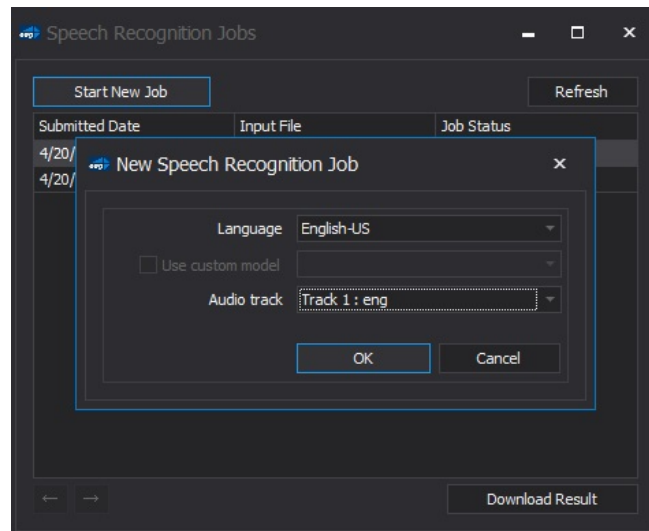 Speech Recognition Jobs
Start New Job
Refresh
Submitted Date Input File Job Status
4/20/
New Speech Recognition Job
4/20/
Language English-US
Use custom model
Audio track Track 1 : eng
OK Cancel
← →
Download Result